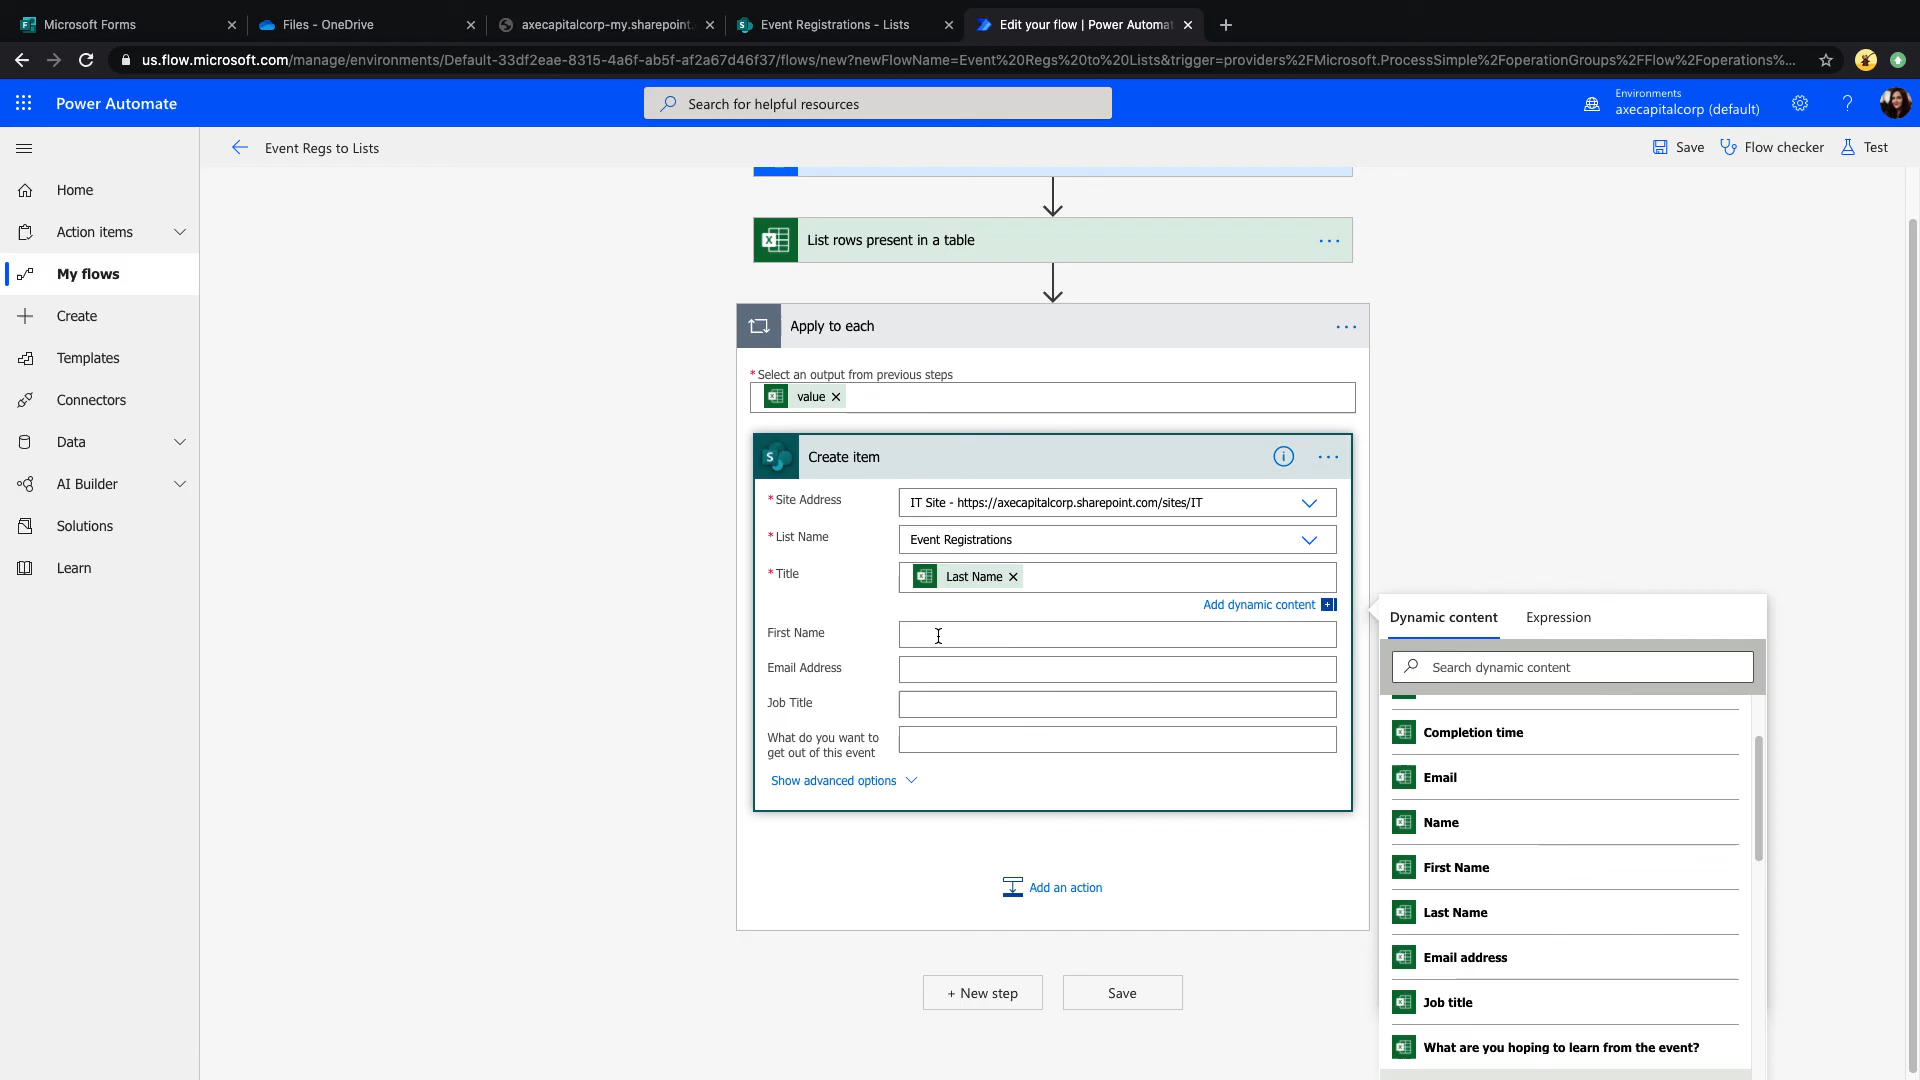 Microsoft Forms
Files - OneDrive
axecapitalcorp-my.sharepoint.
Event Registrations - Lists
Edit your flow | Power Automat
us.flow.microsoft.com/manage/environments/Default-33df2eae-8315-4a6f-ab5f-af2a67d46f37/flows/new?newFlowName=Event%20Regs%20to%20Lists&trigger=providers%2FMicrosoft.ProcessSimple%2FoperationGroups%2FFlow%2Foperations%...
Power Automate
Search for helpful resources
Environments
axecapitalcorp (default)
Event Regs to Lists
Save
Flow checker
Test
Home
Action items
My flows
Create
Templates
Connectors
Data
AI Builder
Solutions
Learn
List rows present in a table
Apply to each
*Select an output from previous steps
value
Create item
*Site Address
IT Site - https://axecapitalcorp.sharepoint.com/sites/IT
*List Name
Event Registrations
*Title
Last Name
Add dynamic content
First Name
Email Address
Job Title
What do you want to
get out of this event
Show advanced options
Add an action
+ New step
Save
Dynamic content
Expression
Search dynamic content
Completion time
Email
Name
First Name
Last Name
Email address
Job title
What are you hoping to learn from the event?